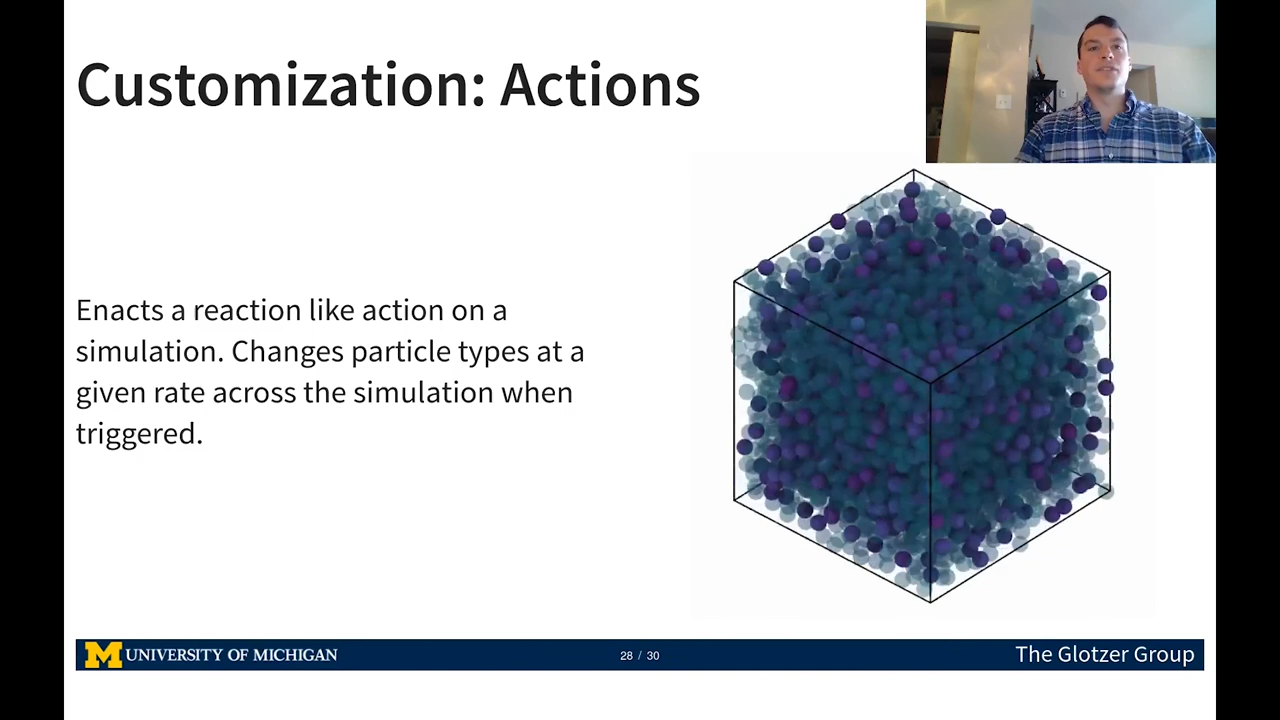 Customization: Actions
Enacts a reaction like action on a
simulation. Changes particle types at a
given rate across the simulation when
triggered.
M UNIVERSITY OF MICHIGAN
28 / 30
The Glotzer Group